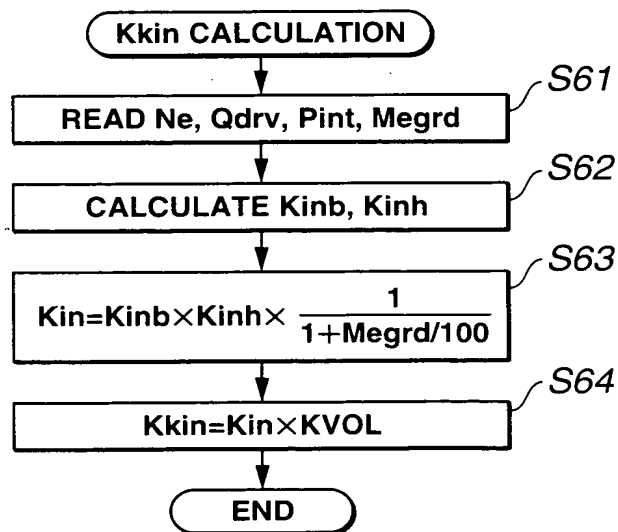 Kkin CALCULATION
S61
READ Ne, Qdrv, Pint, Megrd
S62
CALCULATE Kinb, Kinh
S63
Kin=Kinb×Kinh× 1/1+Megrd/100
S64
Kkin=Kin×KVOL
END